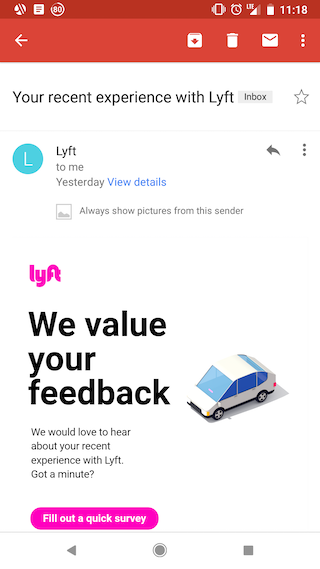 80
LTE
11:18
Your recent experience with Lyft Inbox
L
Lyft
to me
Yesterday View details
Always show pictures from this sender
lyft
We value
your
feedback
We would love to hear
about your recent
experience with Lyft.
Got a minute?
Fill out a quick survey